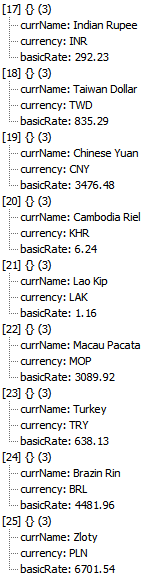 [17] {} (3)
currName: Indian Rupee
currency: INR
basicRate: 292.23
[18] {} (3)
currName: Taiwan Dollar
currency: TWD
basicRate: 835.29
[19] {} (3)
currName: Chinese Yuan
currency: CNY
basicRate: 3476.48
[20] {} (3)
currName: Cambodia Riel
currency: KHR
basicRate: 6.24
[21] {} (3)
currName: Lao Kip
currency: LAK
basicRate: 1.16
[22] {} (3)
currName: Macau Pacata
currency: MOP
basicRate: 3089.92
[23] {} (3)
currName: Turkey
currency: TRY
basicRate: 638.13
[24] {} (3)
currName: Brazin Rin
currency: BRL
basicRate: 4481.96
[25] {} (3)
currName: Zloty
currency: PLN
basicRate: 6701.54